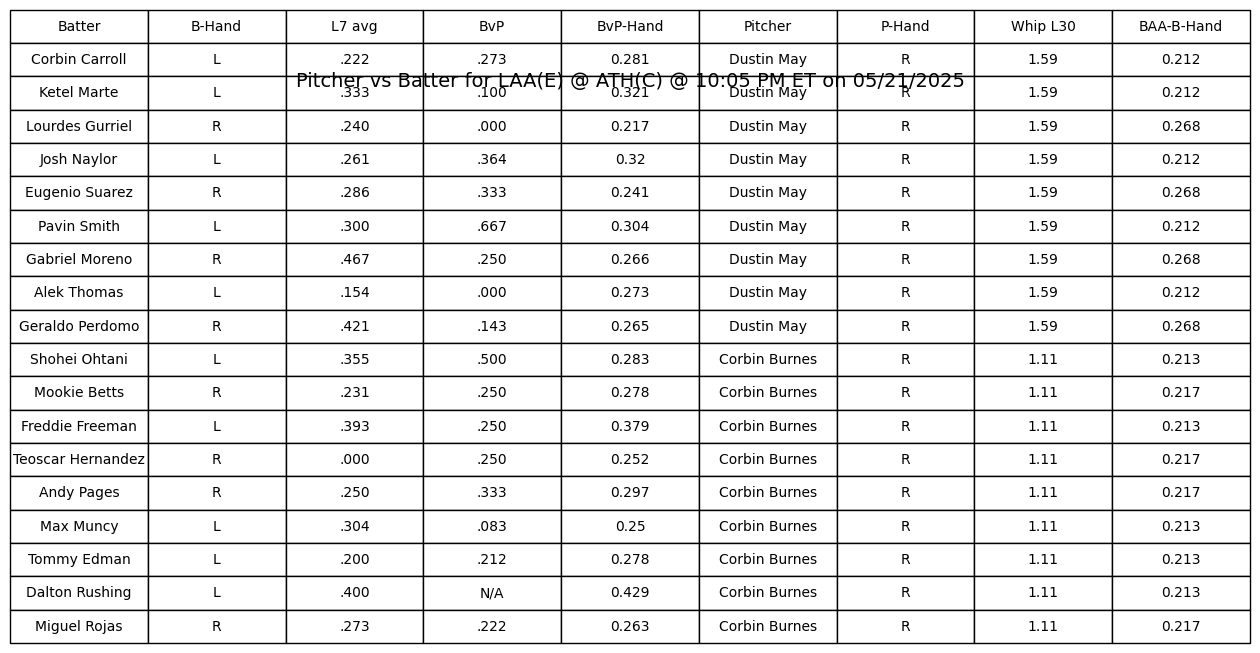 Batter B-Hand L7 avg BvP BvP-Hand Pitcher P-Hand Whip L30 BAA-B-Hand
Corbin Carroll L .222 .273 0.281 Dustin May R 1.59 0.212
Pitcher vs Batter for LAA(E) @ ATH(C) @ 10:05 PM ET on 05/21/2025
Ketel Marte L .333 .100 0.321 Dustin May R 1.59 0.212
Lourdes Gurriel R .240 .000 0.217 Dustin May R 1.59 0.268
Josh Naylor L .261 .364 0.32 Dustin May R 1.59 0.212
Eugenio Suarez R .286 .333 0.241 Dustin May R 1.59 0.268
Pavin Smith L .300 .667 0.304 Dustin May R 1.59 0.212
Gabriel Moreno R .467 .250 0.266 Dustin May R 1.59 0.268
Alek Thomas L .154 .000 0.273 Dustin May R 1.59 0.212
Geraldo Perdomo R .421 .143 0.265 Dustin May R 1.59 0.268
Shohei Ohtani L .355 .500 0.283 Corbin Burnes R 1.11 0.213
Mookie Betts R .231 .250 0.278 Corbin Burnes R 1.11 0.217
Freddie Freeman L .393 .250 0.379 Corbin Burnes R 1.11 0.213
Teoscar Hernandez R .000 .250 0.252 Corbin Burnes R 1.11 0.217
Andy Pages R .250 .333 0.297 Corbin Burnes R 1.11 0.217
Max Muncy L .304 .083 0.25 Corbin Burnes R 1.11 0.213
Tommy Edman L .200 .212 0.278 Corbin Burnes R 1.11 0.213
Dalton Rushing L .400 N/A 0.429 Corbin Burnes R 1.11 0.213
Miguel Rojas R .273 .222 0.263 Corbin Burnes R 1.11 0.217